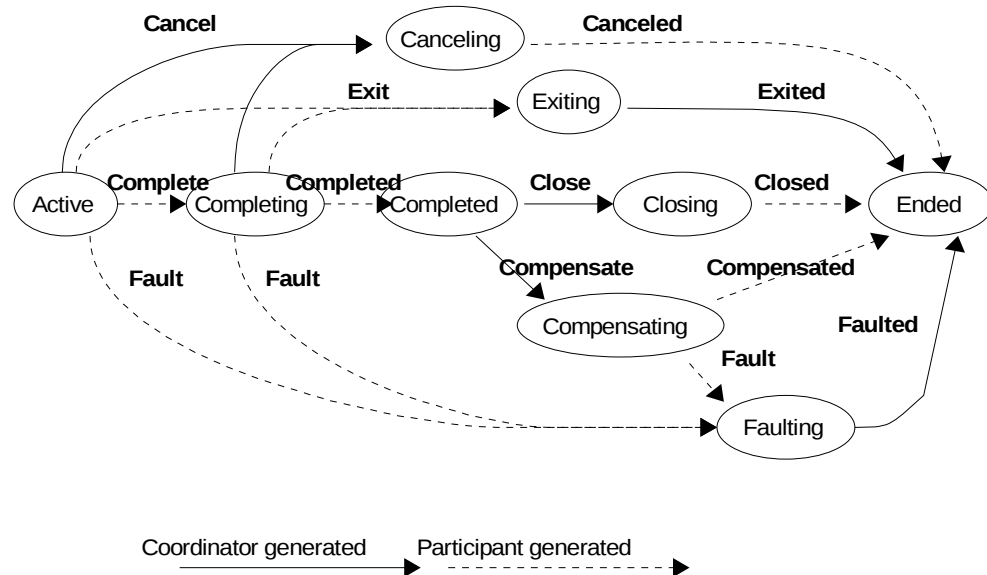 Cancel
Canceling
Canceled
Exit
Exiting
Exited
Active
Complete
Completing
Completed
Completed
Close
Closing
Closed
Ended
Fault
Fault
Compensate
Compensated
Compensating
Fault
Faulted
Faulting
Coordinator generated
Participant generated